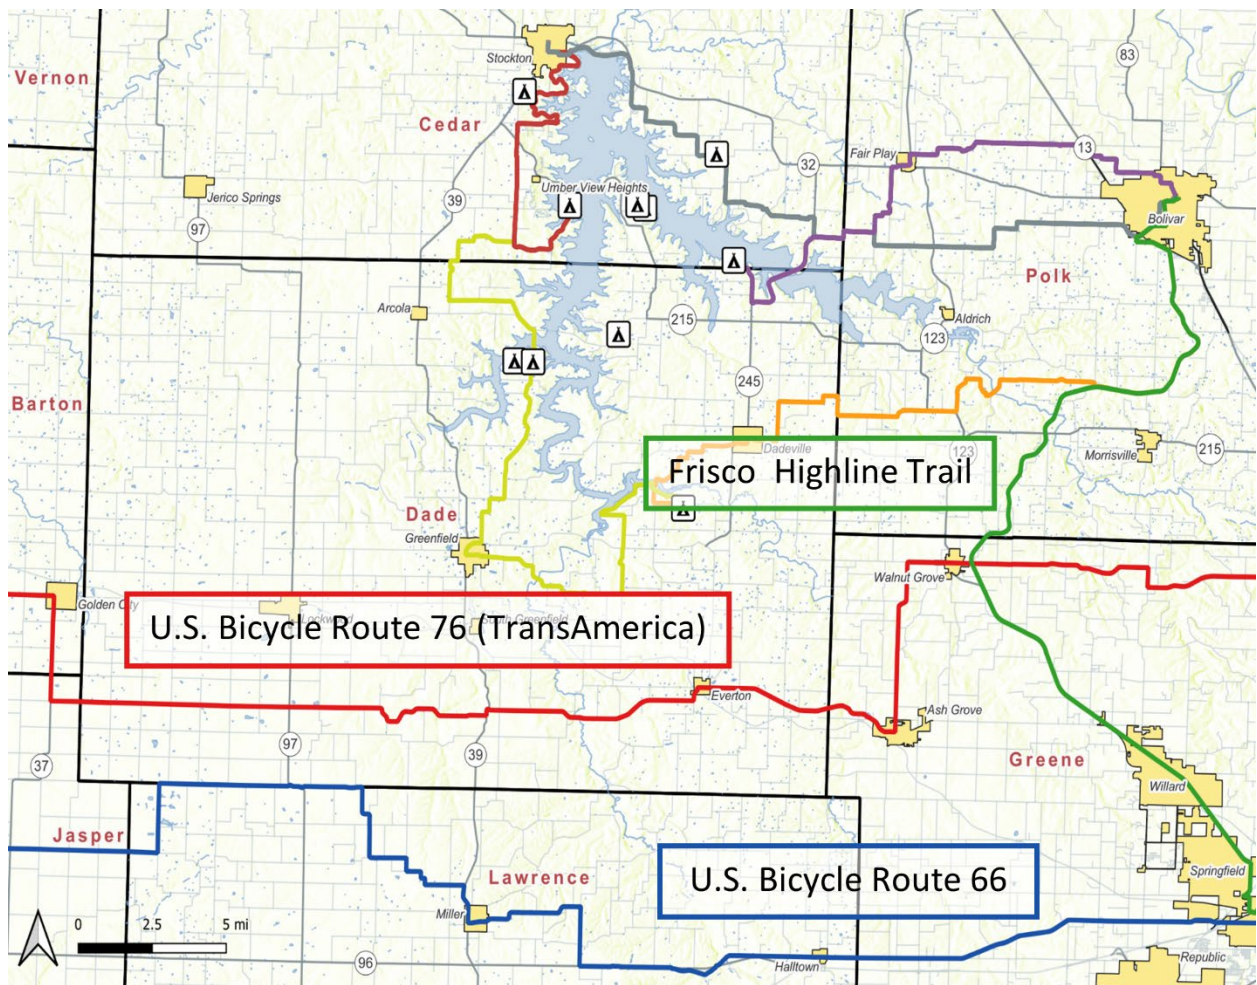 Stockton
83
Vernon
Cedar
13
Fair Play
32
Umber View Heights
Jerico Springs
39
Bolivar
97
Polk
Arcola
215
Aldrich
123
245
Barton
Dadeville
123
Morrisville
215
Frisco Highline Trail
Dade
Greenfield
Walnut Grove
Golden City
Lockwood
South Greenfield
U.S. Bicycle Route 76 (TransAmerica)
Everton
Ash Grove
97
39
37
Greene
Willard
Jasper
Lawrence
U.S. Bicycle Route 66
Springfield
Miller
0 2.5 5 mi
96
Halltown
Republic